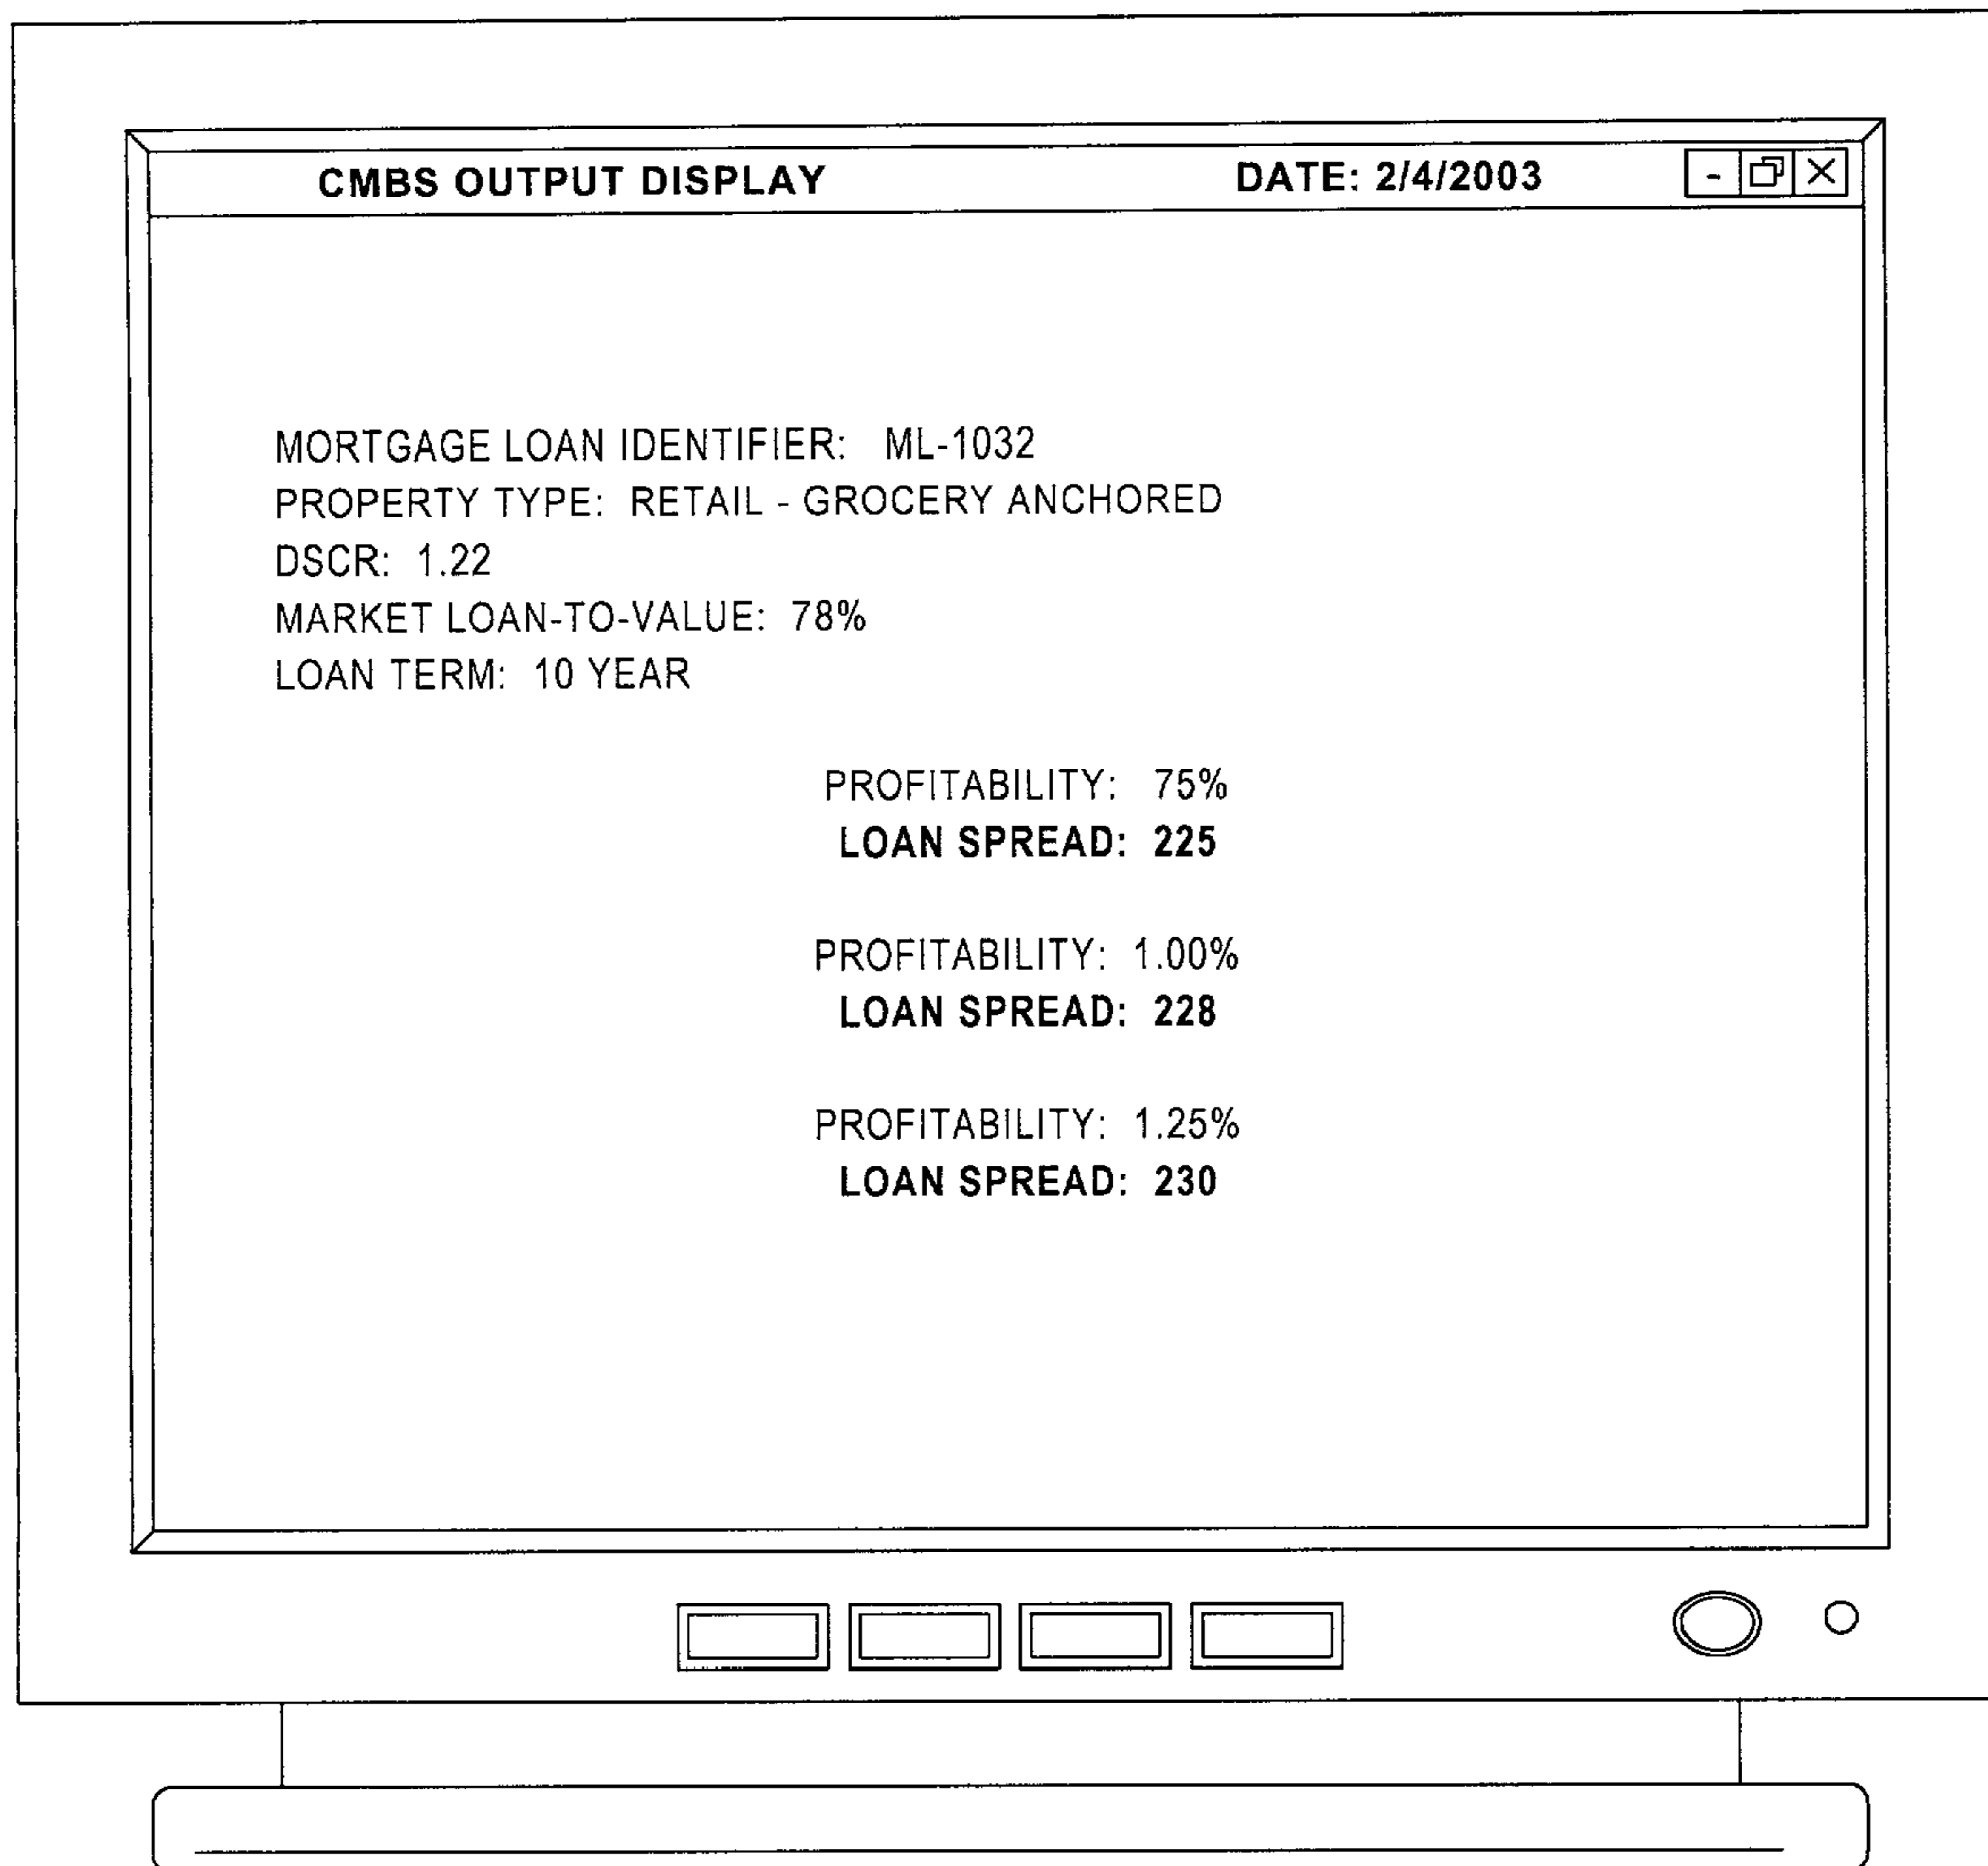 CMBS OUTPUT DISPLAY DATE: 2/4/2003
MORTGAGE LOAN IDENTIFIER: ML-1032
PROPERTY TYPE: RETAIL - GROCERY ANCHORED
DSCR: 1.22
MARKET LOAN-TO-VALUE: 78%
LOAN TERM: 10 YEAR
PROFITABILITY: 75%
LOAN SPREAD: 225
PROFITABILITY: 1.00%
LOAN SPREAD: 228
PROFITABILITY: 1.25%
LOAN SPREAD: 230